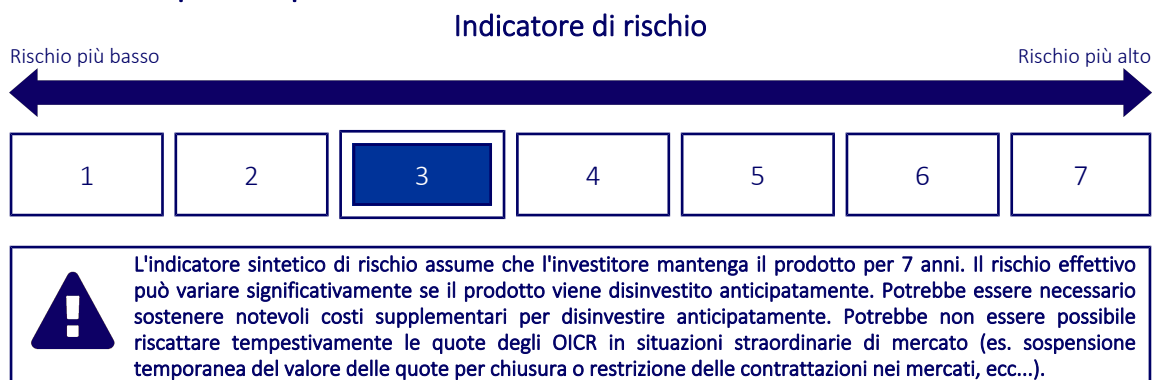 Indicatore di rischio
Rischio più basso
Rischio più alto
1 2 3 4 5 6 7
L'indicatore sintetico di rischio assume che l'investitore mantenga il prodotto per 7 anni. Il rischio effettivo
può variare significativamente se il prodotto viene disinvestito anticipatamente. Potrebbe essere necessario
sostenere notevoli costi supplementari per disinvestire anticipatamente. Potrebbe non essere possibile
riscattare tempestivamente le quote degli OICR in situazioni straordinarie di mercato (es. sospensione
temporanea del valore delle quote per chiusura o restrizione delle contrattazioni nei mercati, ecc...).